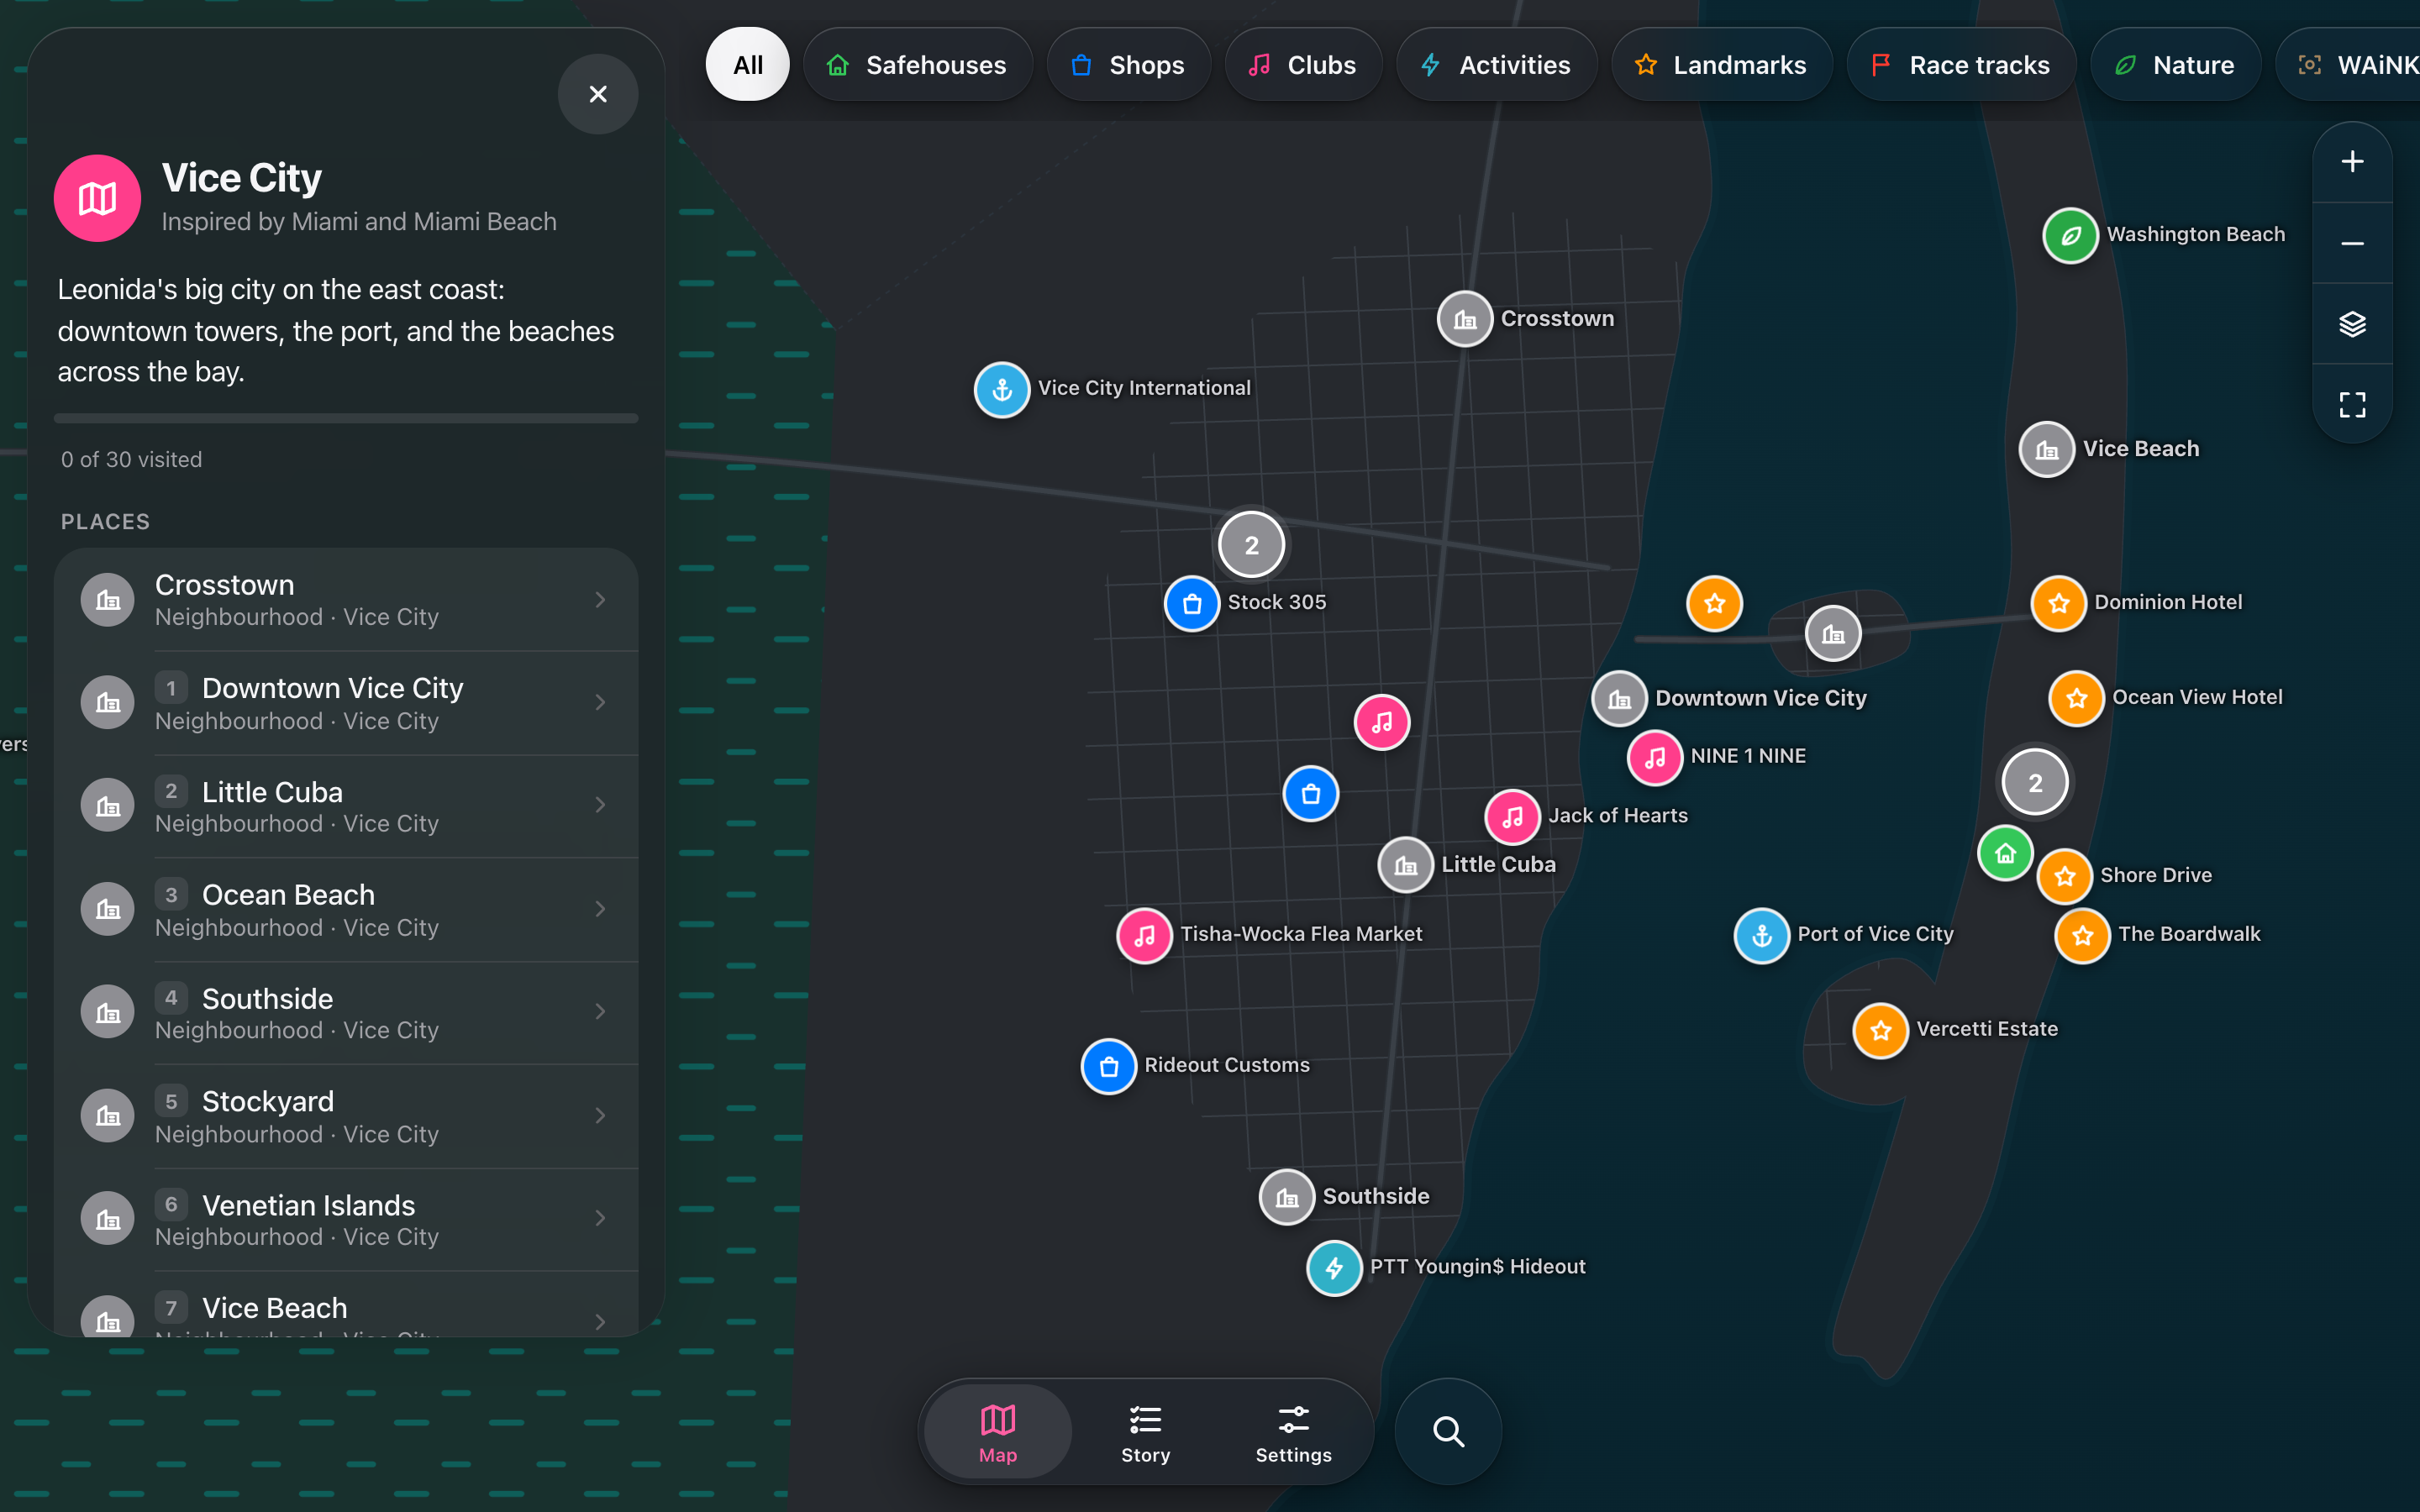 All
Safehouses
Shops
Clubs
Activities
Landmarks
Race tracks
Nature
WAiNK
Vice City
Inspired by Miami and Miami Beach
Leonida's big city on the east coast:
downtown towers, the port, and the beaches
across the bay.
0 of 30 visited
PLACES
Crosstown
Neighbourhood · Vice City
1 Downtown Vice City
Neighbourhood · Vice City
2 Little Cuba
Neighbourhood · Vice City
3 Ocean Beach
Neighbourhood · Vice City
4 Southside
Neighbourhood · Vice City
5 Stockyard
Neighbourhood · Vice City
6 Venetian Islands
Neighbourhood · Vice City
7 Vice Beach
Neighbourhood · Vice City
Washington Beach
Crosstown
Vice City International
Vice Beach
2
Stock 305
Dominion Hotel
Downtown Vice City
Ocean View Hotel
NINE 1 NINE
2
Jack of Hearts
Little Cuba
Shore Drive
Tisha-Wocka Flea Market
Port of Vice City
The Boardwalk
Vercetti Estate
Rideout Customs
Southside
PTT Youngin$ Hideout
Map
Story
Settings